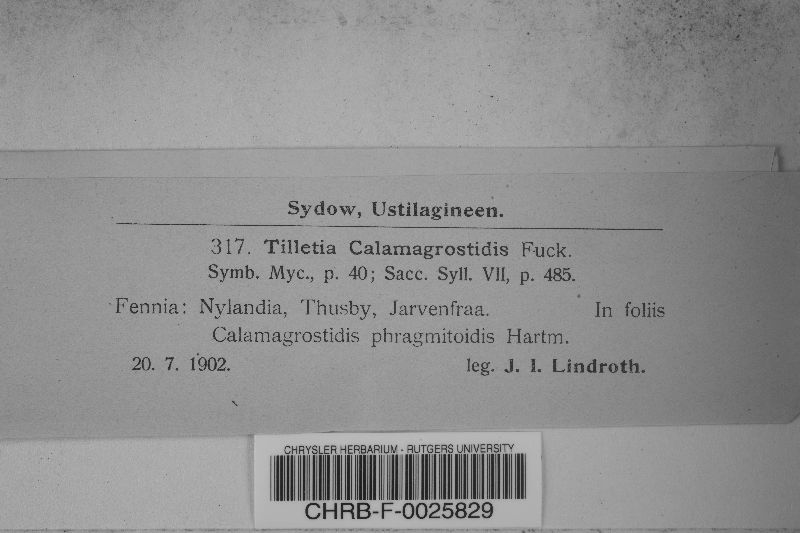 Sydow, Ustilagineen.
317. Tilletia Calamagrostidis Fuck.
Symb. Myc., p. 40; Sacc. Syll. VII, p. 485.
Fennia: Nylandia, Thusby, Jarvenfraa. In foliis
Calamagrostidis phragmitoidis Hartm.
20. 7. 1902. leg. J. I. Lindroth.
CHRYSLER HERBARIUM - RUTGERS UNIVERSITY
CHRB-F-0025829